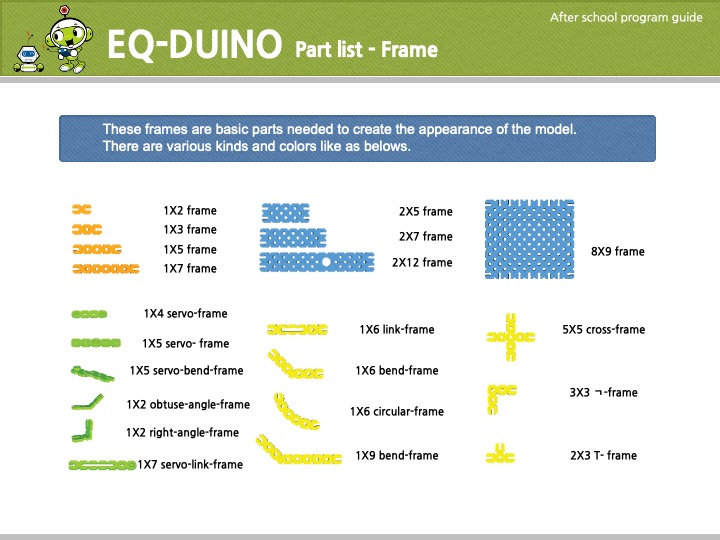 After school program guide
EQ-DUINO Part list - Frame
These frames are basic parts needed to create the appearance of the model.
There are various kinds and colors like as belows.
1X2 frame
1X3 frame
1X5 frame
1X7 frame
2X5 frame
2X7 frame
2X12 frame
8X9 frame
1X4 servo-frame
1X5 servo- frame
1X5 servo-bend-frame
1X2 obtuse-angle-frame
1X2 right-angle-frame
1X7 servo-link-frame
1X6 link-frame
1X6 bend-frame
1X6 circular-frame
1X9 bend-frame
5X5 cross-frame
3X3 ㄱ-frame
2X3 T- frame